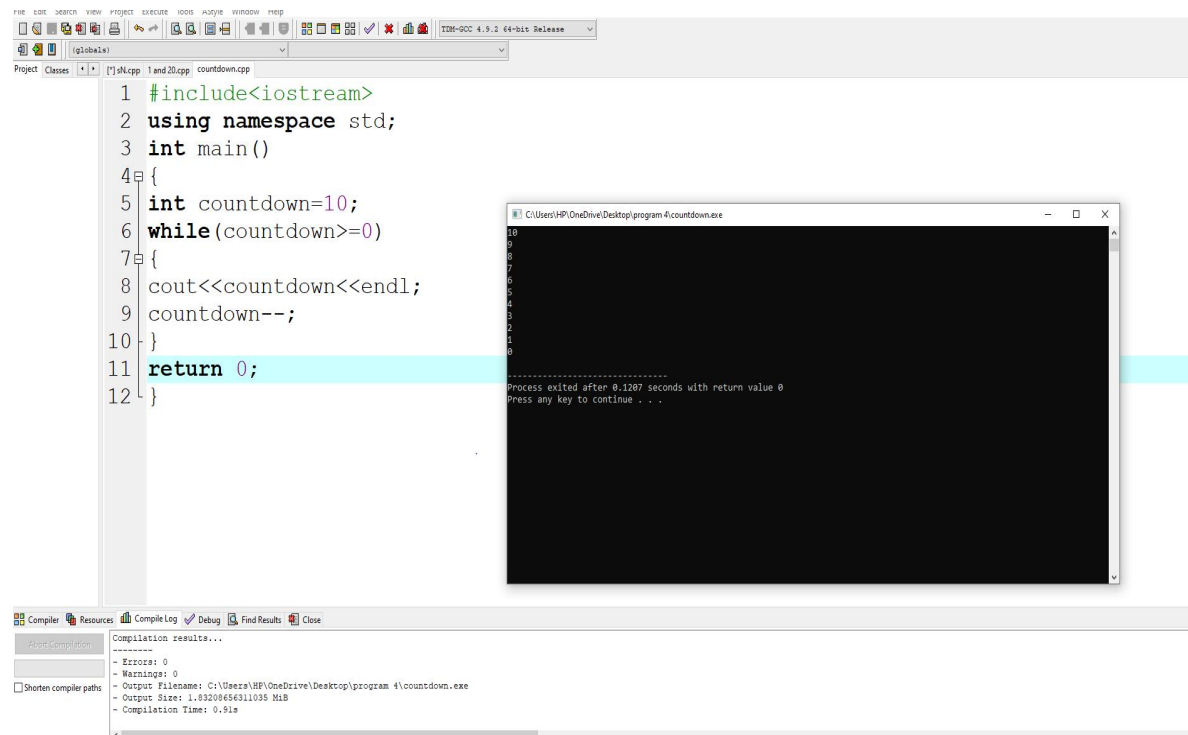 File Edit Search View Project Execute Tools AStyle Window Help
TDM-GCC 4.9.2 64-bit Release
(globals)
Project Classes [*] sN.cpp 1 and 20.cpp countdown.cpp
1 #include<iostream>
2 using namespace std;
3 int main()
4 {
5 int countdown=10;
6 while(countdown>=0)
7 {
8 cout<<countdown<<endl;
9 countdown--;
10 }
11 return 0;
12 }
C:\Users\HP\OneDrive\Desktop\program 4\countdown.exe
10
9
8
7
6
5
4
3
2
1
0
--------------------------------
Process exited after 0.1207 seconds with return value 0
Press any key to continue . . .
Compiler Resources Compile Log Debug Find Results Close
Abort Compilation
Shorten compiler paths
Compilation results...
--------
- Errors: 0
- Warnings: 0
- Output Filename: C:\Users\HP\OneDrive\Desktop\program 4\countdown.exe
- Output Size: 1.83208656311035 MiB
- Compilation Time: 0.91s